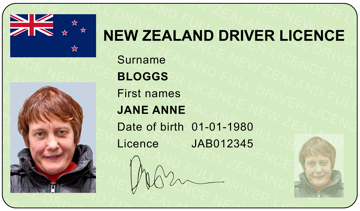 NEW ZEALAND DRIVER LICENCE
Surname
BLOGGS
First names
JANE ANNE
Date of birth 01-01-1980
Licence JAB012345